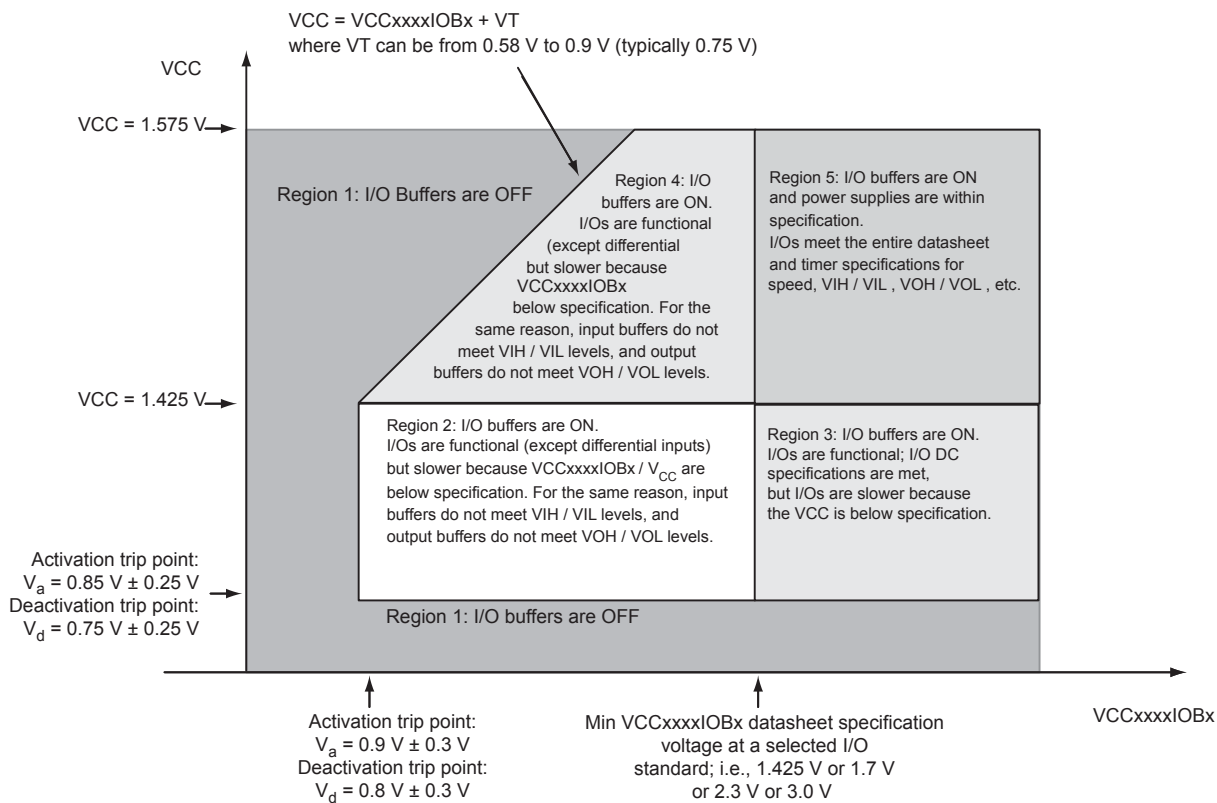 VCC = VCCxxxxIOBx + VT
where VT can be from 0.58 V to 0.9 V (typically 0.75 V)
VCC
VCC = 1.575 V
Region 1: I/O Buffers are OFF
Region 4: I/O
buffers are ON.
I/Os are functional
(except differential
but slower because
VCCxxxxIOBx
below specification. For the
same reason, input buffers do not
meet VIH / VIL levels, and output
buffers do not meet VOH / VOL levels.
Region 5: I/O buffers are ON
and power supplies are within
specification.
I/Os meet the entire datasheet
and timer specifications for
speed, VIH / VIL , VOH / VOL , etc.
VCC = 1.425 V
Region 2: I/O buffers are ON.
I/Os are functional (except differential inputs)
but slower because VCCxxxxIOBx / VCC are
below specification. For the same reason, input
buffers do not meet VIH / VIL levels, and
output buffers do not meet VOH / VOL levels.
Region 3: I/O buffers are ON.
I/Os are functional; I/O DC
specifications are met,
but I/Os are slower because
the VCC is below specification.
Activation trip point:
Va = 0.85 V ± 0.25 V
Deactivation trip point:
Vd = 0.75 V ± 0.25 V
Region 1: I/O buffers are OFF
Activation trip point:
Va = 0.9 V ± 0.3 V
Deactivation trip point:
Vd = 0.8 V ± 0.3 V
Min VCCxxxxIOBx datasheet specification
voltage at a selected I/O
standard; i.e., 1.425 V or 1.7 V
or 2.3 V or 3.0 V
VCCxxxxIOBx